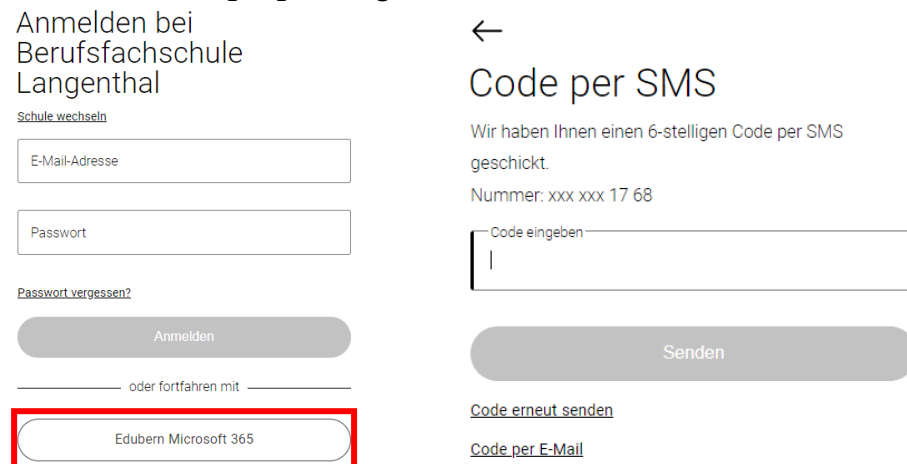 Anmelden bei
Berufsfachschule
Langenthal
Schule wechseln
E-Mail-Adresse
Passwort
Passwort vergessen?
Anmelden
oder fortfahren mit
Edubern Microsoft 365
Code per SMS
Wir haben Ihnen einen 6-stelligen Code per SMS
geschickt.
Nummer: xxx xxx 17 68
Code eingeben
Senden
Code erneut senden
Code per E-Mail